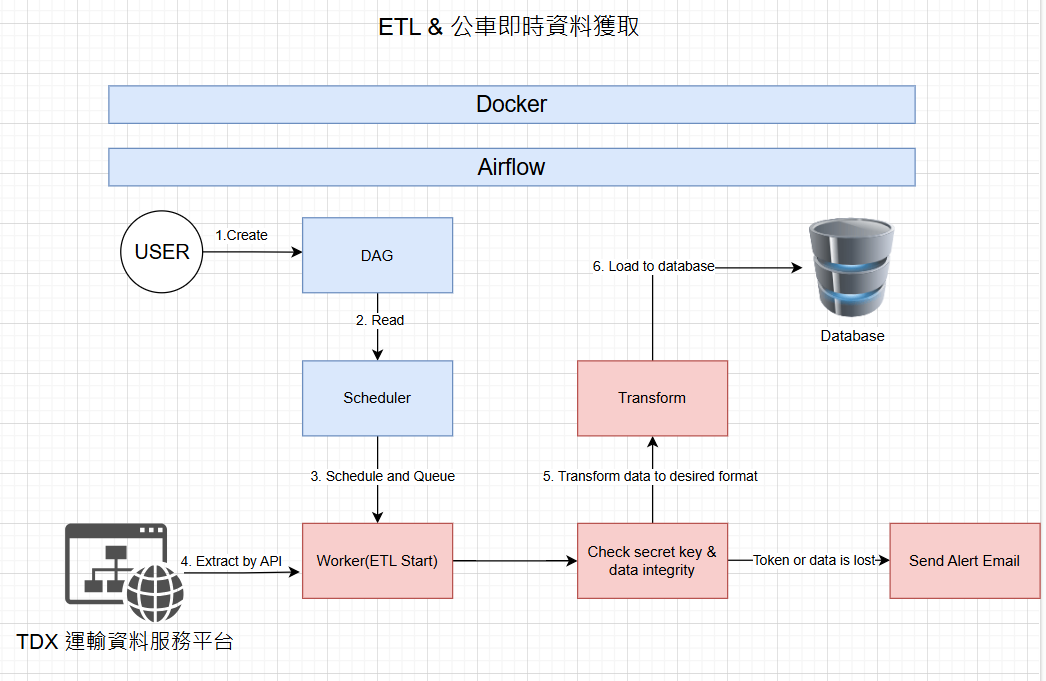 ETL & 公車即時資料獲取
Docker
Airflow
USER
1.Create
DAG
6. Load to database
Database
2. Read
Scheduler
Transform
3. Schedule and Queue
5. Transform data to desired format
4. Extract by API
Worker(ETL Start)
Check secret key &
data integrity
Token or data is lost
Send Alert Email
TDX 運輸資料服務平台